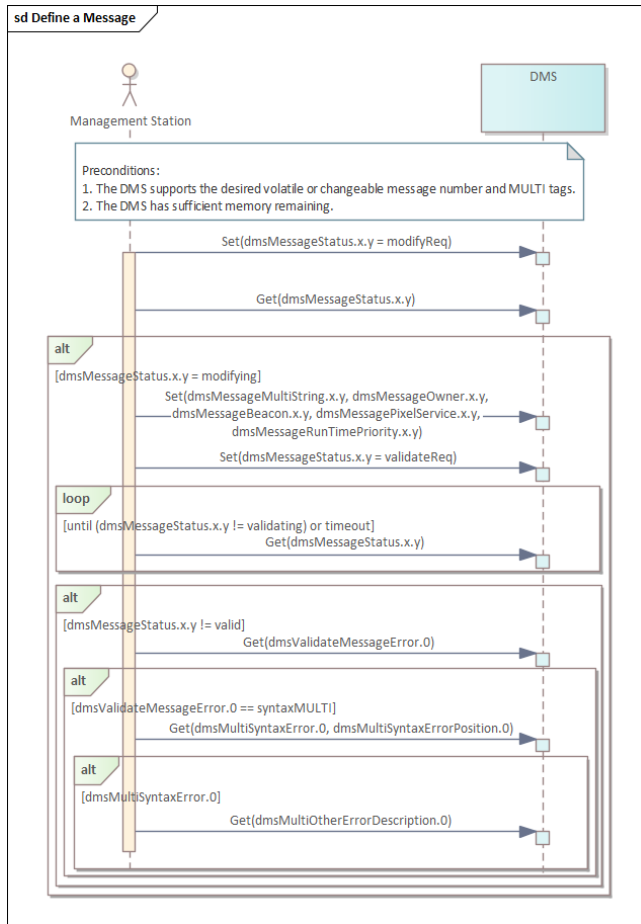 sd Define a Message
Management Station
DMS
Preconditions:
1. The DMS supports the desired volatile or changeable message number and MULTI tags.
2. The DMS has sufficient memory remaining.
Set(dmsMessageStatus.x.y = modifyReq)
Get(dmsMessageStatus.x.y)
alt
[dmsMessageStatus.x.y = modifying]
Set(dmsMessageMultiString.x.y, dmsMessageOwner.x.y,
dmsMessageBeacon.x.y, dmsMessagePixelService.x.y,
dmsMessageRunTimePriority.x.y)
Set(dmsMessageStatus.x.y = validateReq)
loop
[until (dmsMessageStatus.x.y != validating) or timeout]
Get(dmsMessageStatus.x.y)
alt
[dmsMessageStatus.x.y != valid]
Get(dmsValidateMessageError.0)
alt
[dmsValidateMessageError.0 == syntaxMULTI]
Get(dmsMultiSyntaxError.0, dmsMultiSyntaxErrorPosition.0)
alt
[dmsMultiSyntaxError.0]
Get(dmsMultiOtherErrorDescription.0)